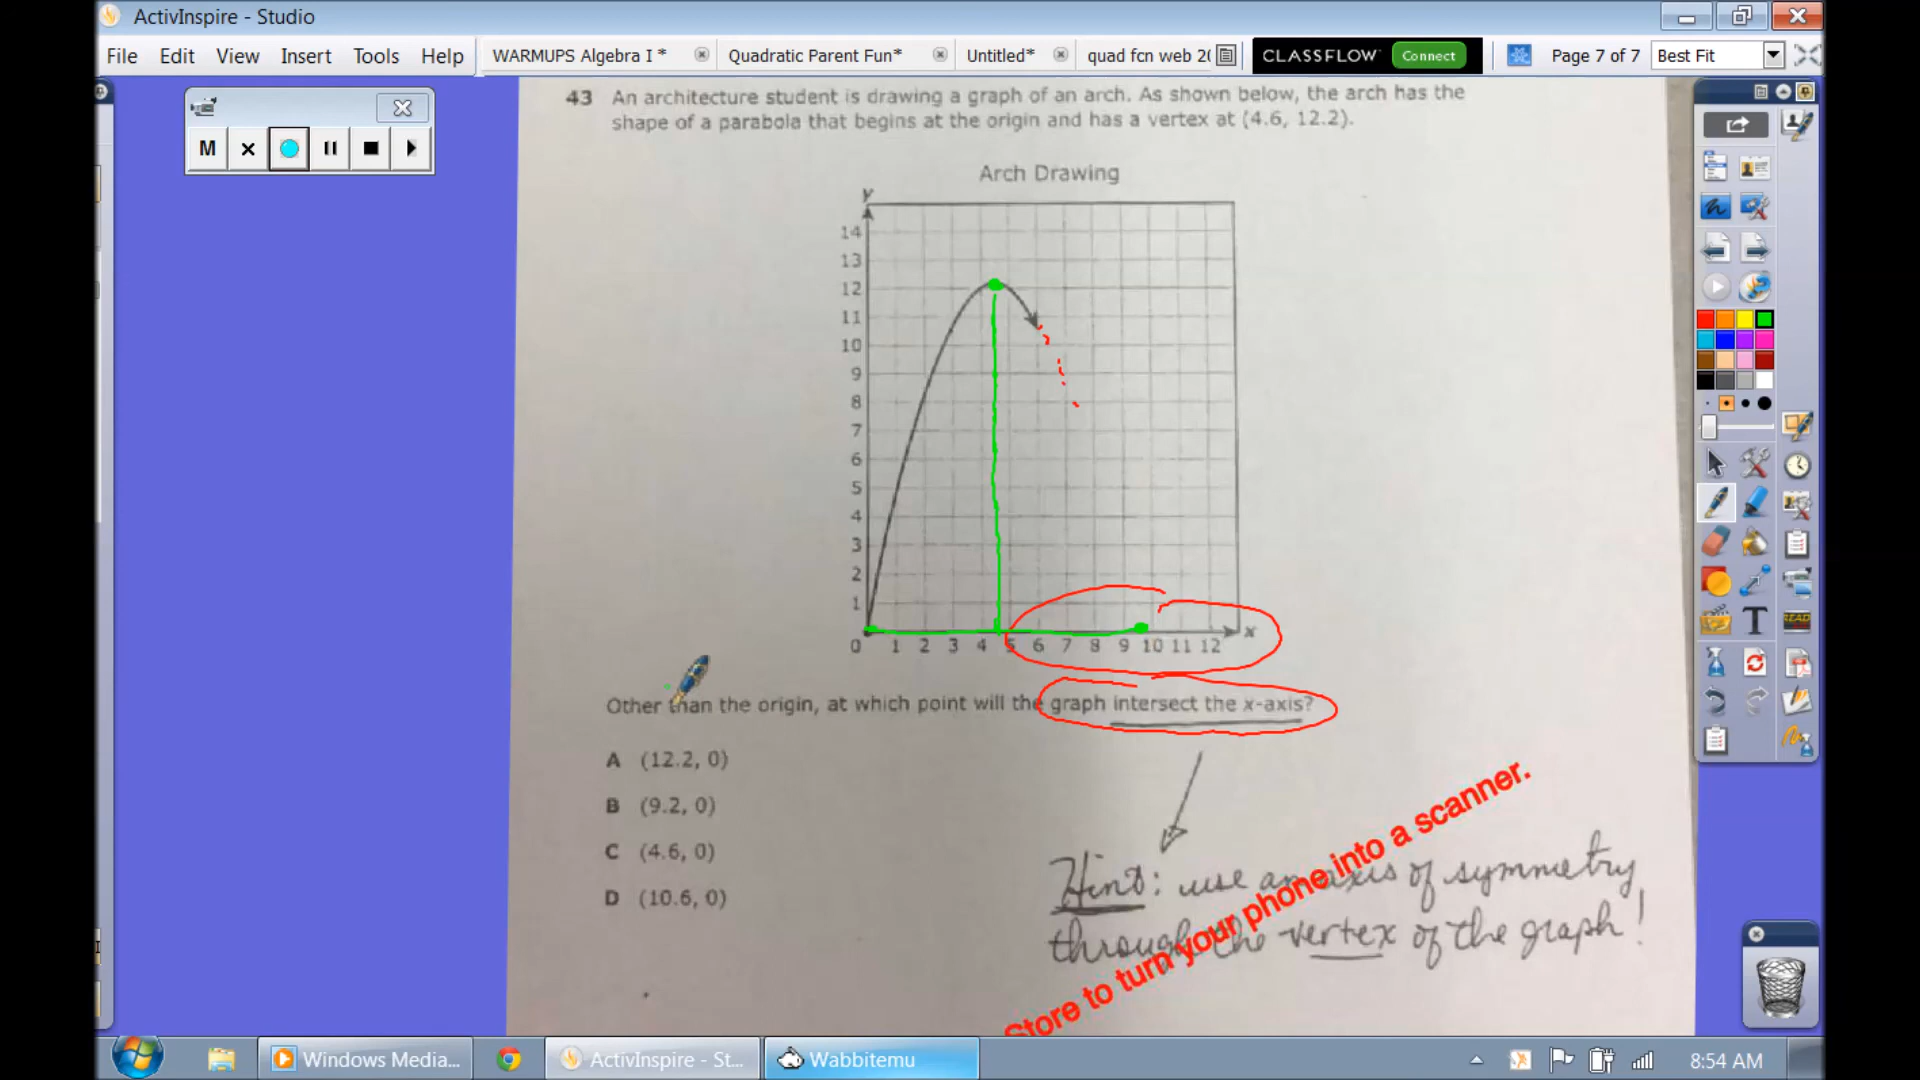 ActivInspire - Studio
File Edit View Insert Tools Help
WARMUPS Algebra I * Quadratic Parent Fun* Untitled* quad fcn web 20
CLASSFLOW Connect
Page 7 of 7 Best Fit
M
43 An architecture student is drawing a graph of an arch. As shown below, the arch has the
shape of a parabola that begins at the origin and has a vertex at (4.6, 12.2).
Arch Drawing
y
14
13
12
11
10
9
8
7
6
5
4
3
2
1
0 1 2 3 4 5 6 7 8 9 10 11 12 x
Other than the origin, at which point will the graph intersect the x-axis?
A (12.2, 0)
B (9.2, 0)
C (4.6, 0)
D (10.6, 0)
Hint: use an axis of symmetry
through the vertex of the graph!
Store to turn your phone into a scanner.
T
READ
Windows Media... ActivInspire - St... Wabbitemu
8:54 AM